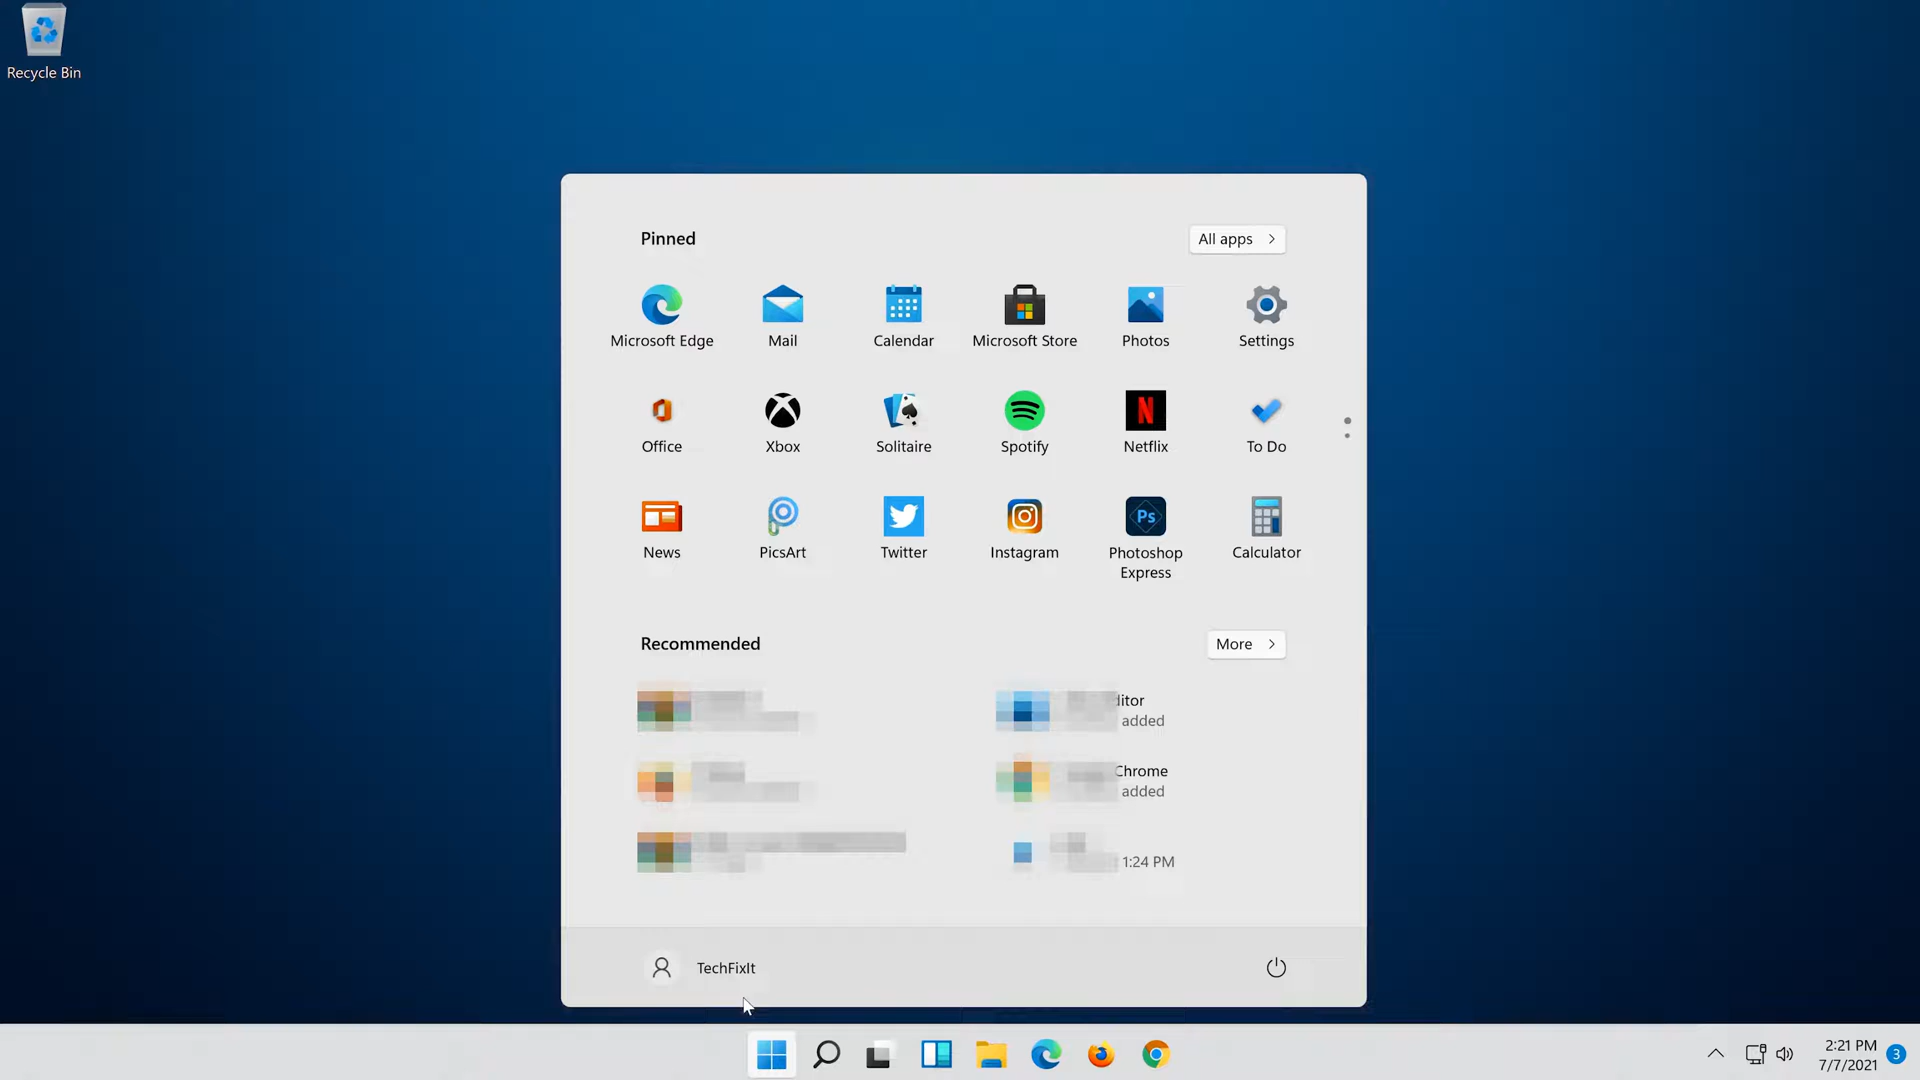 Recycle Bin
Pinned
All apps
Microsoft Edge
Mail
Calendar
Microsoft Store
Photos
Settings
Office
Xbox
Solitaire
Spotify
Netflix
To Do
News
PicsArt
Twitter
Instagram
Ps
Photoshop
Express
Calculator
Recommended
More
added
Chrome
added
1:24 PM
TechFixIt
2:21 PM
7/7/2021
3